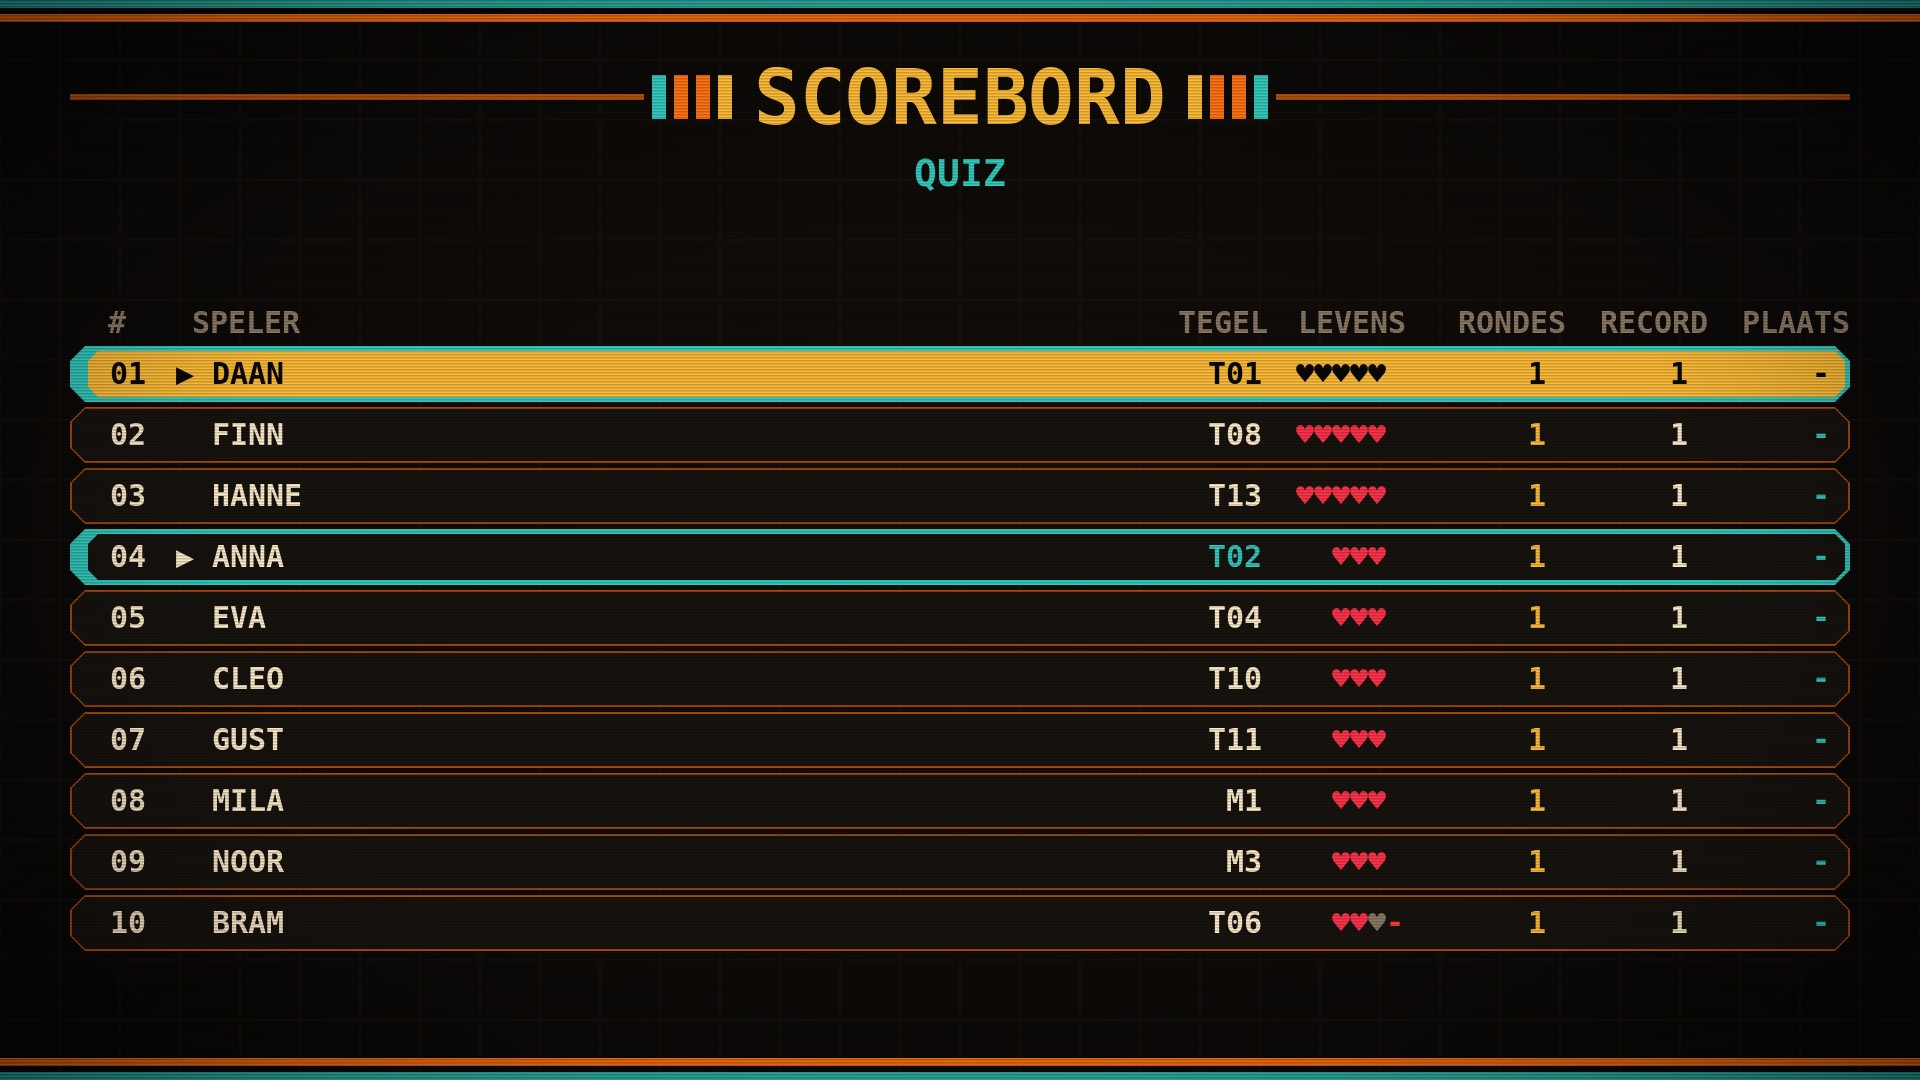 SCOREBORD
QUIZ
# SPELER TEGEL LEVENS RONDES RECORD PLAATS
01 ▶ DAAN T01 ♥♥♥♥♥ 1 1 -
02 FINN T08 ♥♥♥♥♥ 1 1 -
03 HANNE T13 ♥♥♥♥♥ 1 1 -
04 ▶ ANNA T02 ♥♥♥ 1 1 -
05 EVA T04 ♥♥♥ 1 1 -
06 CLEO T10 ♥♥♥ 1 1 -
07 GUST T11 ♥♥♥ 1 1 -
08 MILA M1 ♥♥♥ 1 1 -
09 NOOR M3 ♥♥♥ 1 1 -
10 BRAM T06 ♥♥♥- 1 1 -